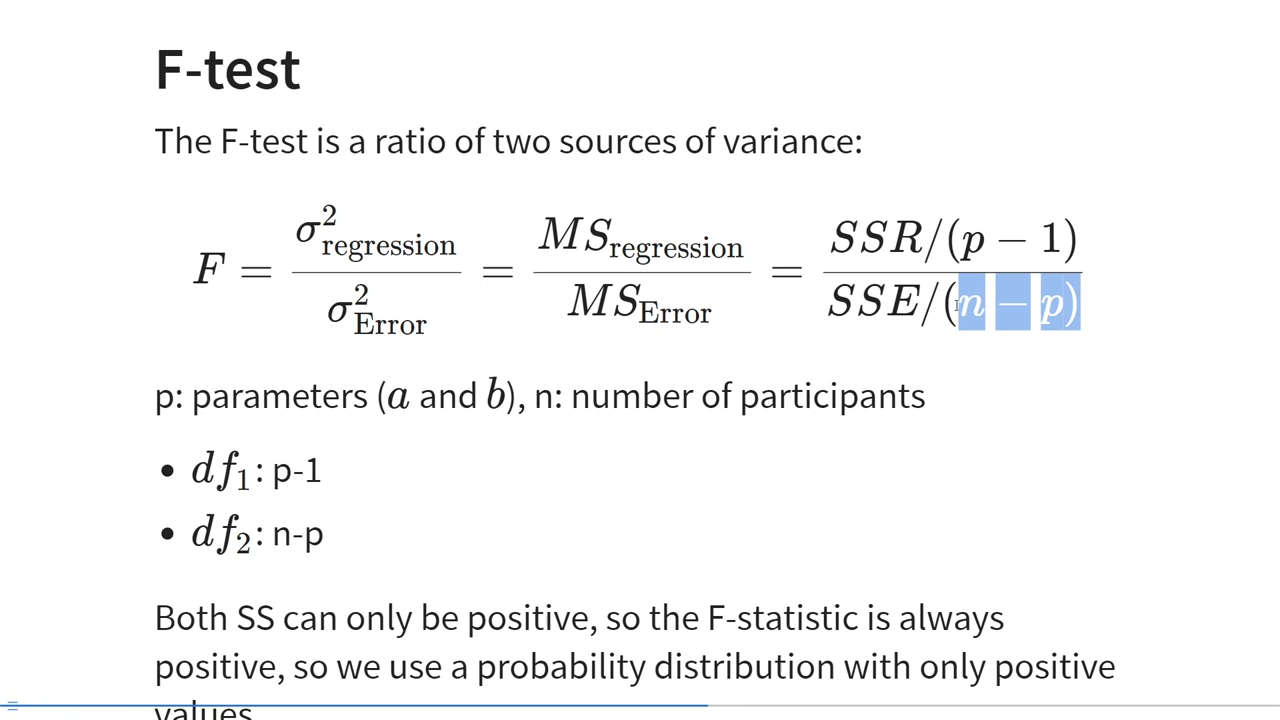 F-test
The F-test is a ratio of two sources of variance:
F = σ²regression / σ²Error = MSregression / MSError = SSR/(p − 1) / SSE/(n − p)
p: parameters (a and b), n: number of participants
• df₁: p-1
• df₂: n-p
Both SS can only be positive, so the F-statistic is always
positive, so we use a probability distribution with only positive
values